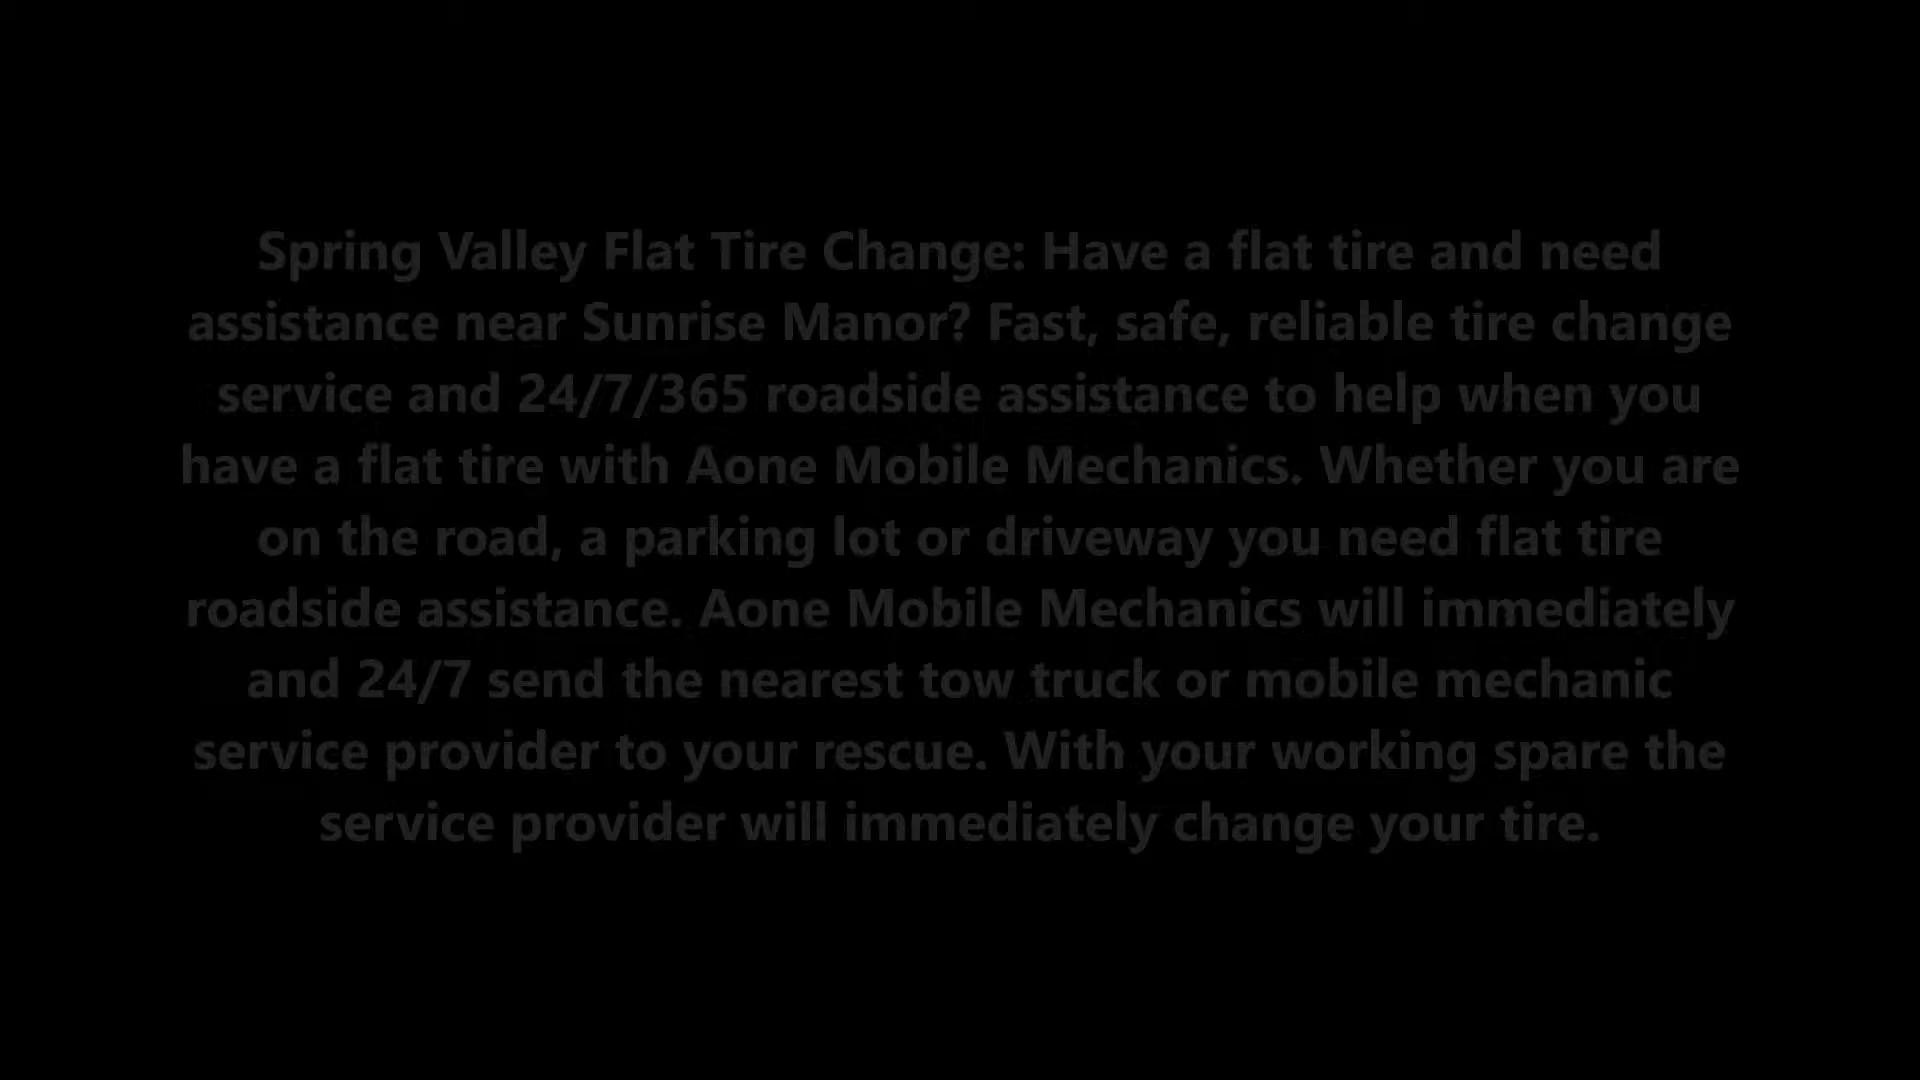 Spring Valley Flat Tire Change: Have a flat tire and need
assistance near Sunrise Manor? Fast, safe, reliable tire change
service and 24/7/365 roadside assistance to help when you
have a flat tire with Aone Mobile Mechanics. Whether you are
on the road, a parking lot or driveway you need flat tire
roadside assistance. Aone Mobile Mechanics will immediately
and 24/7 send the nearest tow truck or mobile mechanic
service provider to your rescue. With your working spare the
service provider will immediately change your tire.